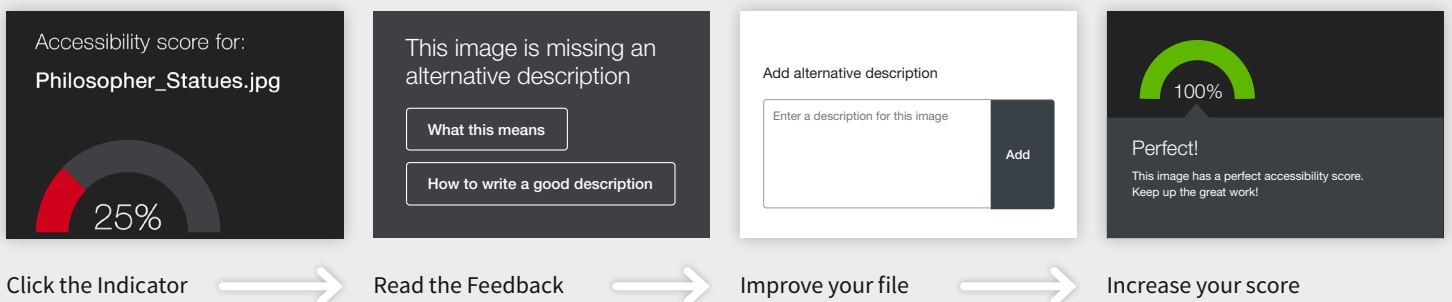 Accessibility score for:
Philosopher_Statues.jpg
25%
Click the Indicator
This image is missing an
alternative description
What this means
How to write a good description
Read the Feedback
Add alternative description
Enter a description for this image
Add
Improve your file
100%
Perfect!
This image has a perfect accessibility score.
Keep up the great work!
Increase your score